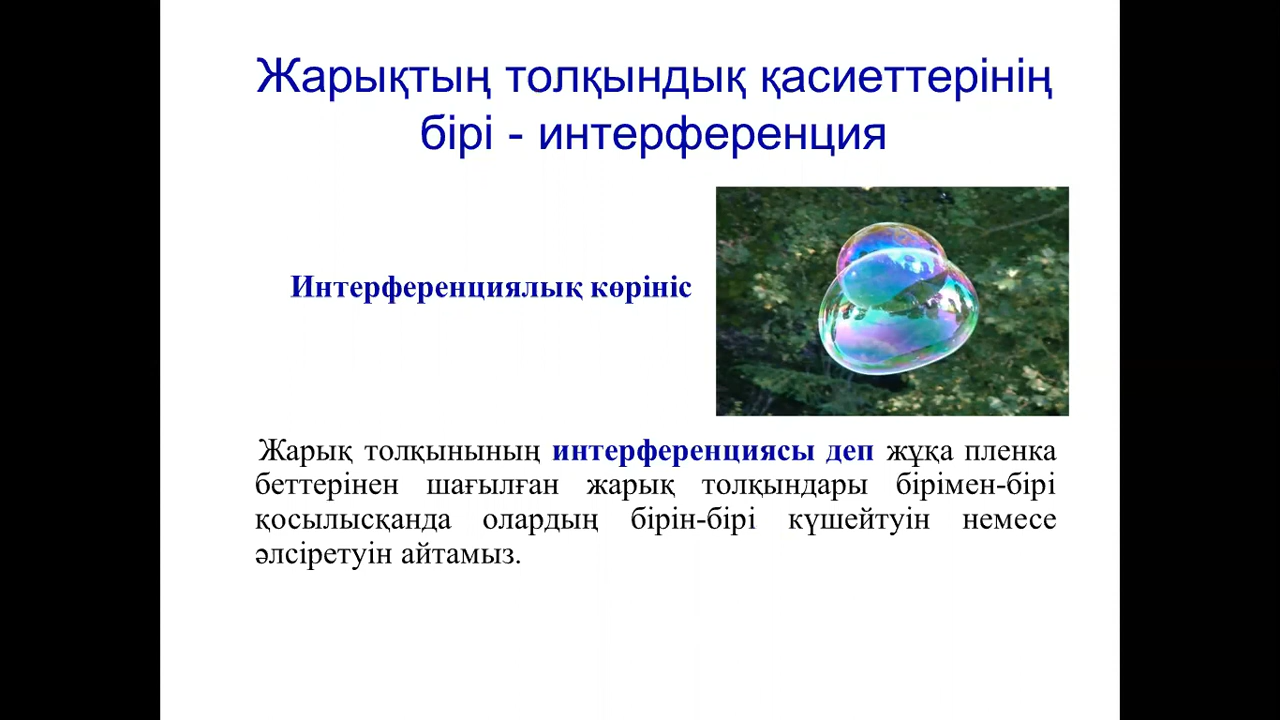 Жарықтың толқындық қасиеттерінің
бірі - интерференция
Интерференциялық көрініс
Жарық толқынының интерференциясы деп жұқа пленка
беттерінен шағылған жарық толқындары бірімен-бірі
қосылысқанда олардың бірін-бірі күшейтуін немесе
әлсіретуін айтамыз.